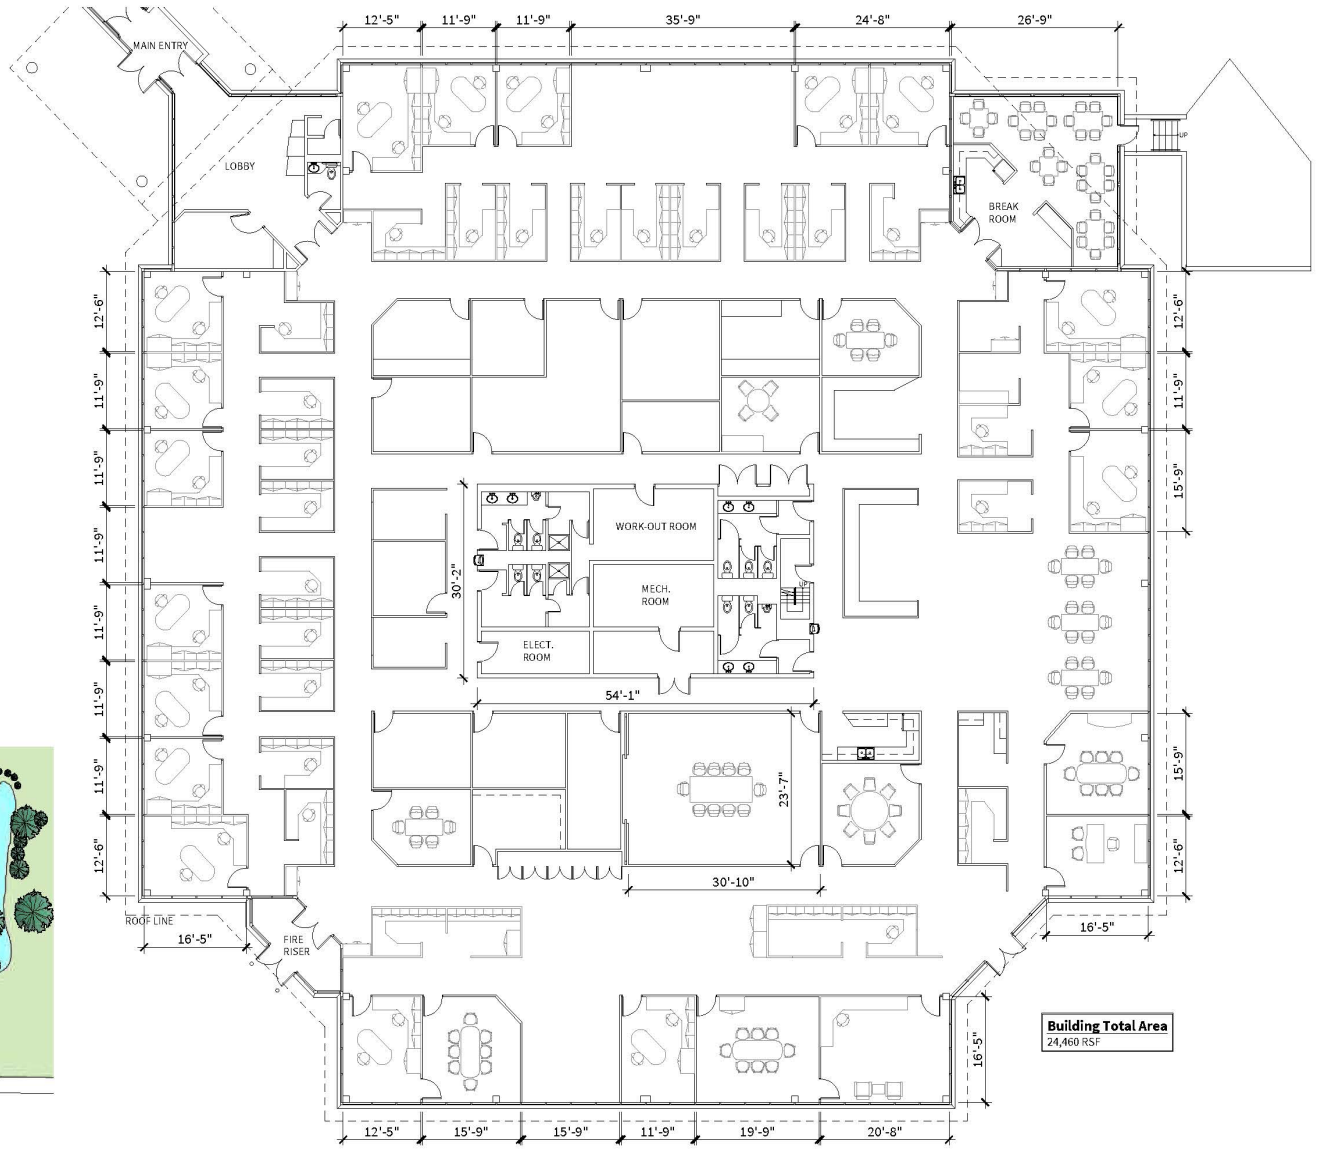 12'-5"
11'-9"
11'-9"
35'-9"
24'-8"
26'-9"
MAIN ENTRY
UP
LOBBY
BREAK
ROOM
12'-6"
12'-6"
11'-9"
11'-9"
11'-9"
15'-9"
WORK-OUT ROOM
11'-9"
30'-2"
MECH.
ROOM
UP
11'-9"
ELECT.
ROOM
11'-9"
54'-1"
11'-9"
23'-7"
15'-9"
12'-6"
12'-6"
30'-10"
ROOF LINE
16'-5"
FIRE
RISER
16'-5"
Building Total Area
24,460 RSF
16'-5"
12'-5"
15'-9"
15'-9"
11'-9"
19'-9"
20'-8"